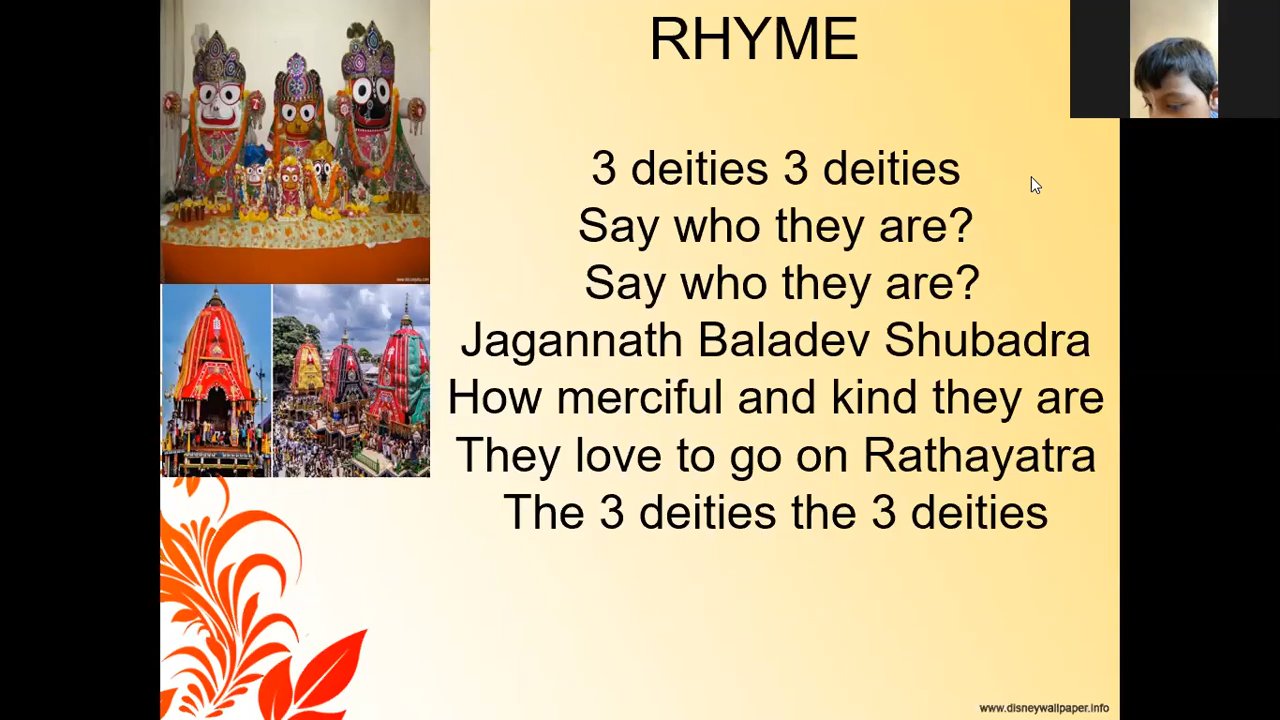 RHYME
3 deities 3 deities
Say who they are?
Say who they are?
Jagannath Baladev Shubadra
How merciful and kind they are
They love to go on Rathayatra
The 3 deities the 3 deities
www.disneywallpaper.info